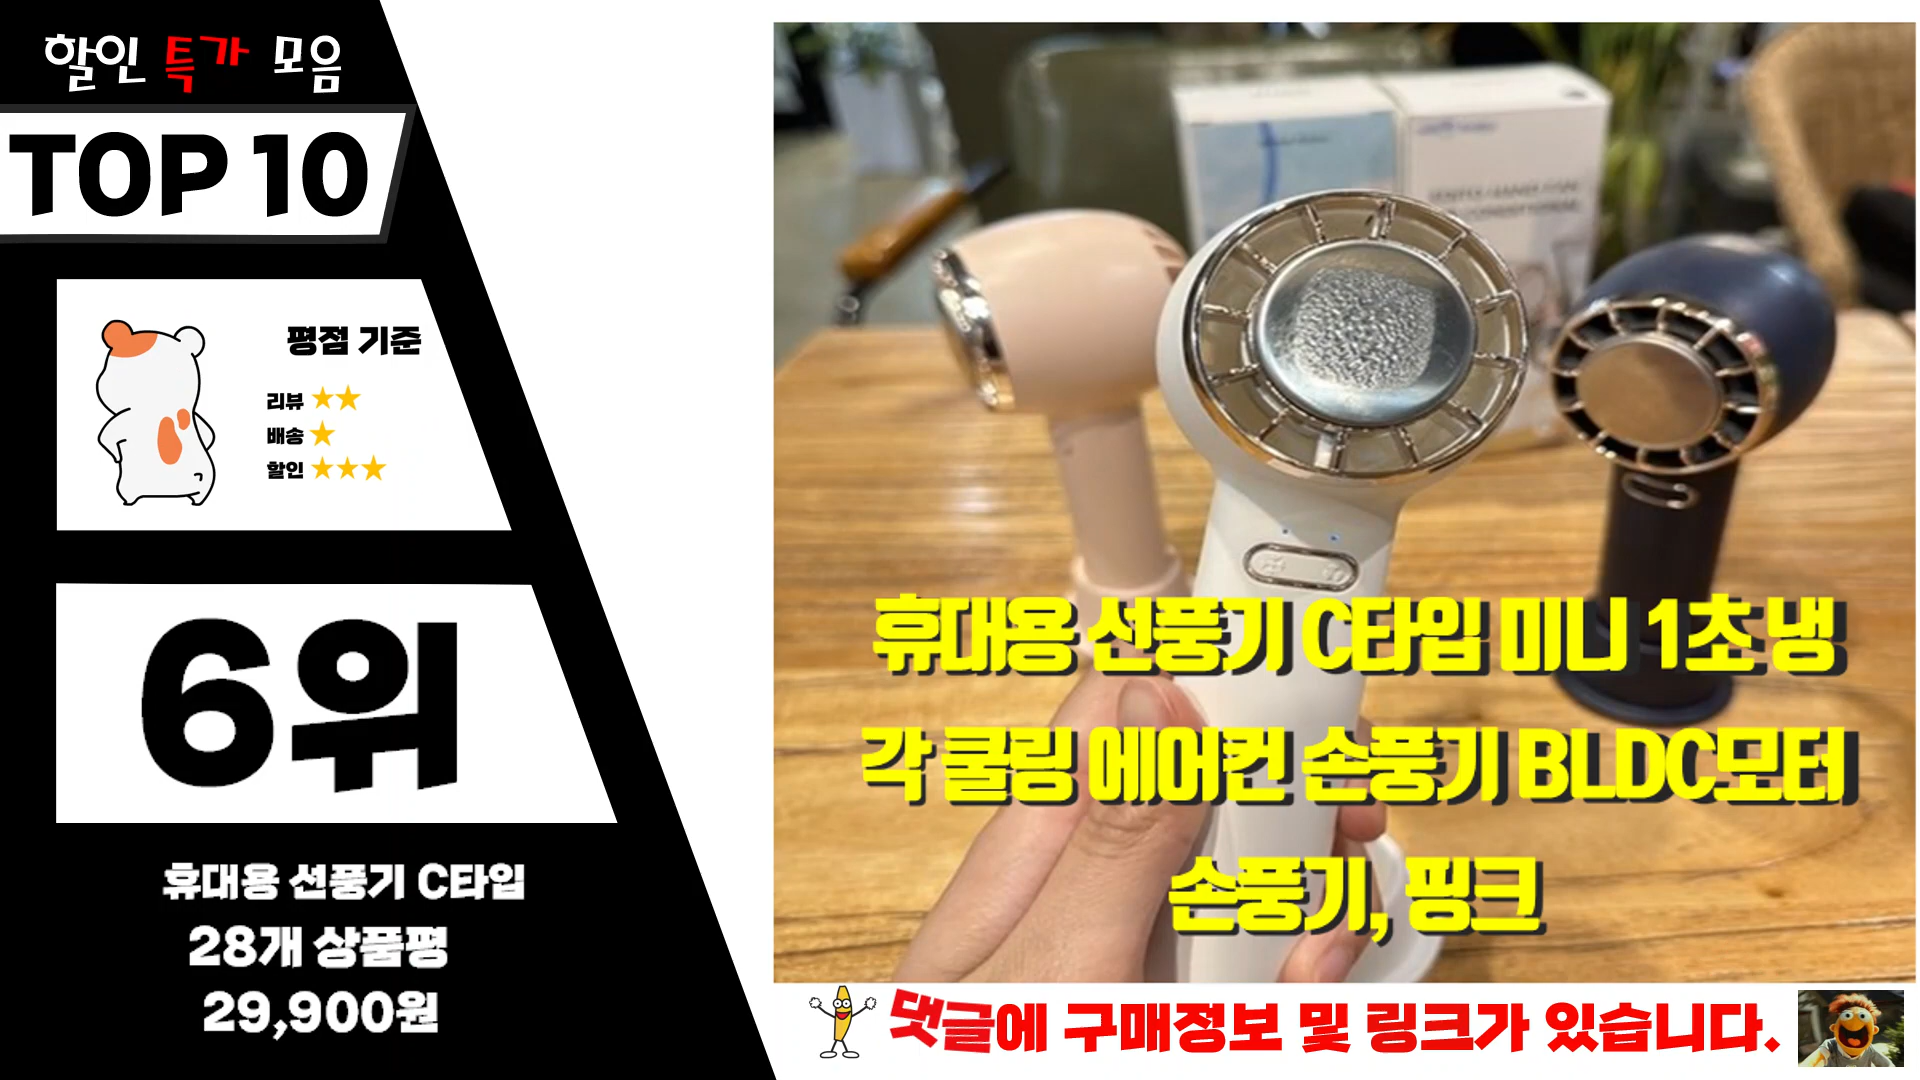 할인 특가 모음
TOP 10
평점 기준
리뷰 ★★
배송 ★
할인 ★★★
6위
휴대용 선풍기 C타입
28개 상품평
29,900원
휴대용 선풍기 C타입 미니 1초 냉
각 쿨링 에어컨 손풍기 BLDC모터
손풍기, 핑크
댓글에 구매정보 및 링크가 있습니다.